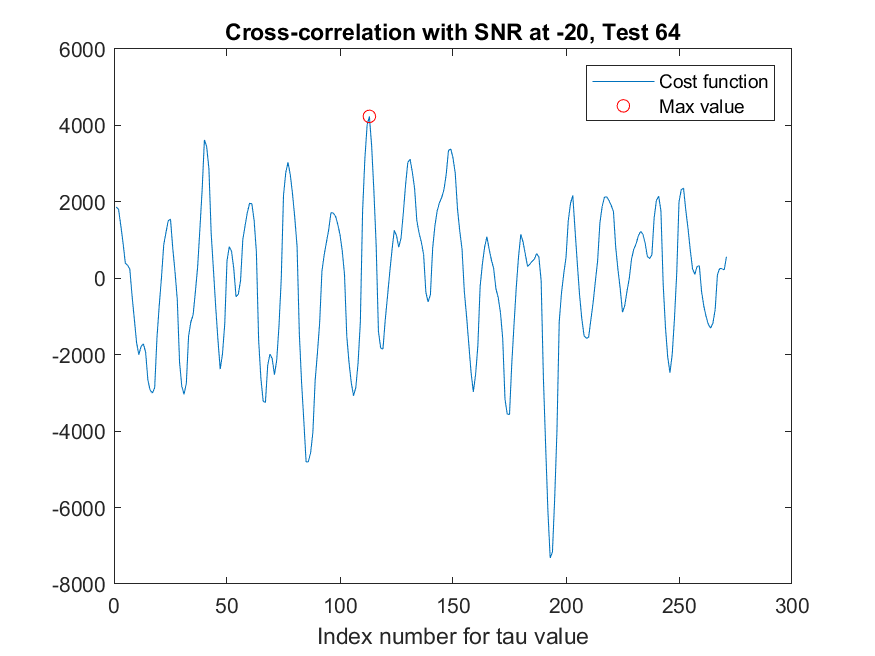 Cross-correlation with SNR at -20, Test 64
6000
4000
2000
0
-2000
-4000
-6000
-8000
Cost function
Max value
0 50 100 150 200 250 300
Index number for tau value